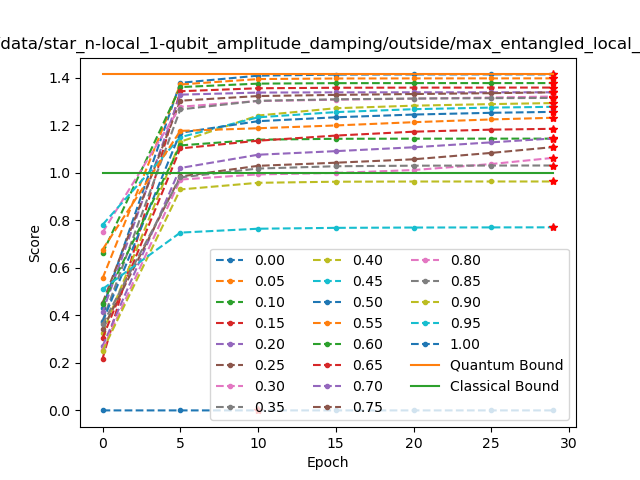 /data/star_n-local_1-qubit_amplitude_damping/outside/max_entangled_local_
1.4
1.2
1.0
0.8
0.6
0.4
0.2
0.0
Score
0 5 10 15 20 25 30
Epoch
0.00 0.40 0.80
0.05 0.45 0.85
0.10 0.50 0.90
0.15 0.55 0.95
0.20 0.60 1.00
0.25 0.65 Quantum Bound
0.30 0.70 Classical Bound
0.35 0.75